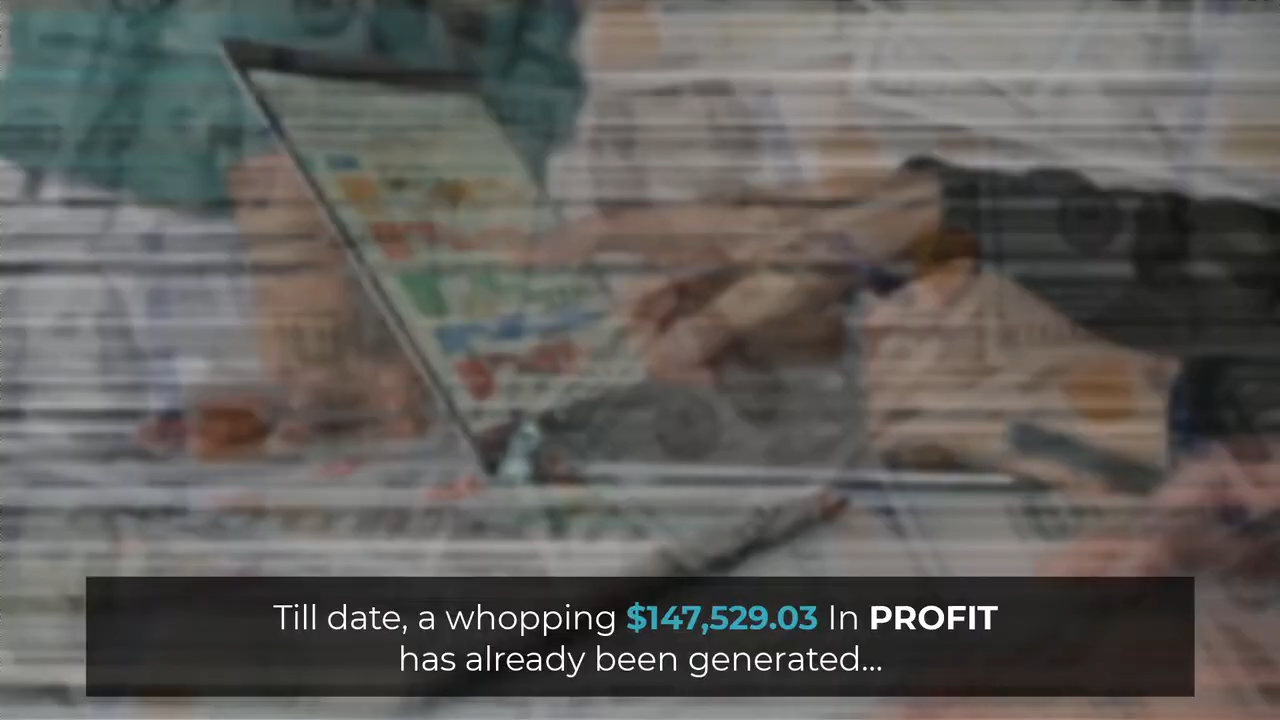 Till date, a whopping $147,529.03 In PROFIT
has already been generated...